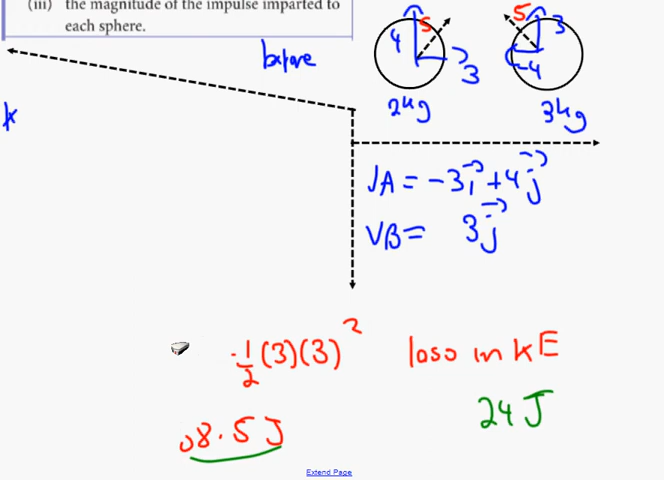 (iii) the magnitude of the impulse imparted to
each sphere.
before
4 5 3
5 3 -4
2kg 3kg
k
VA = -3i + 4j
VB = 3j
1/2 (3)(3)² loss in KE
24 J
08.5 J
Extend Page